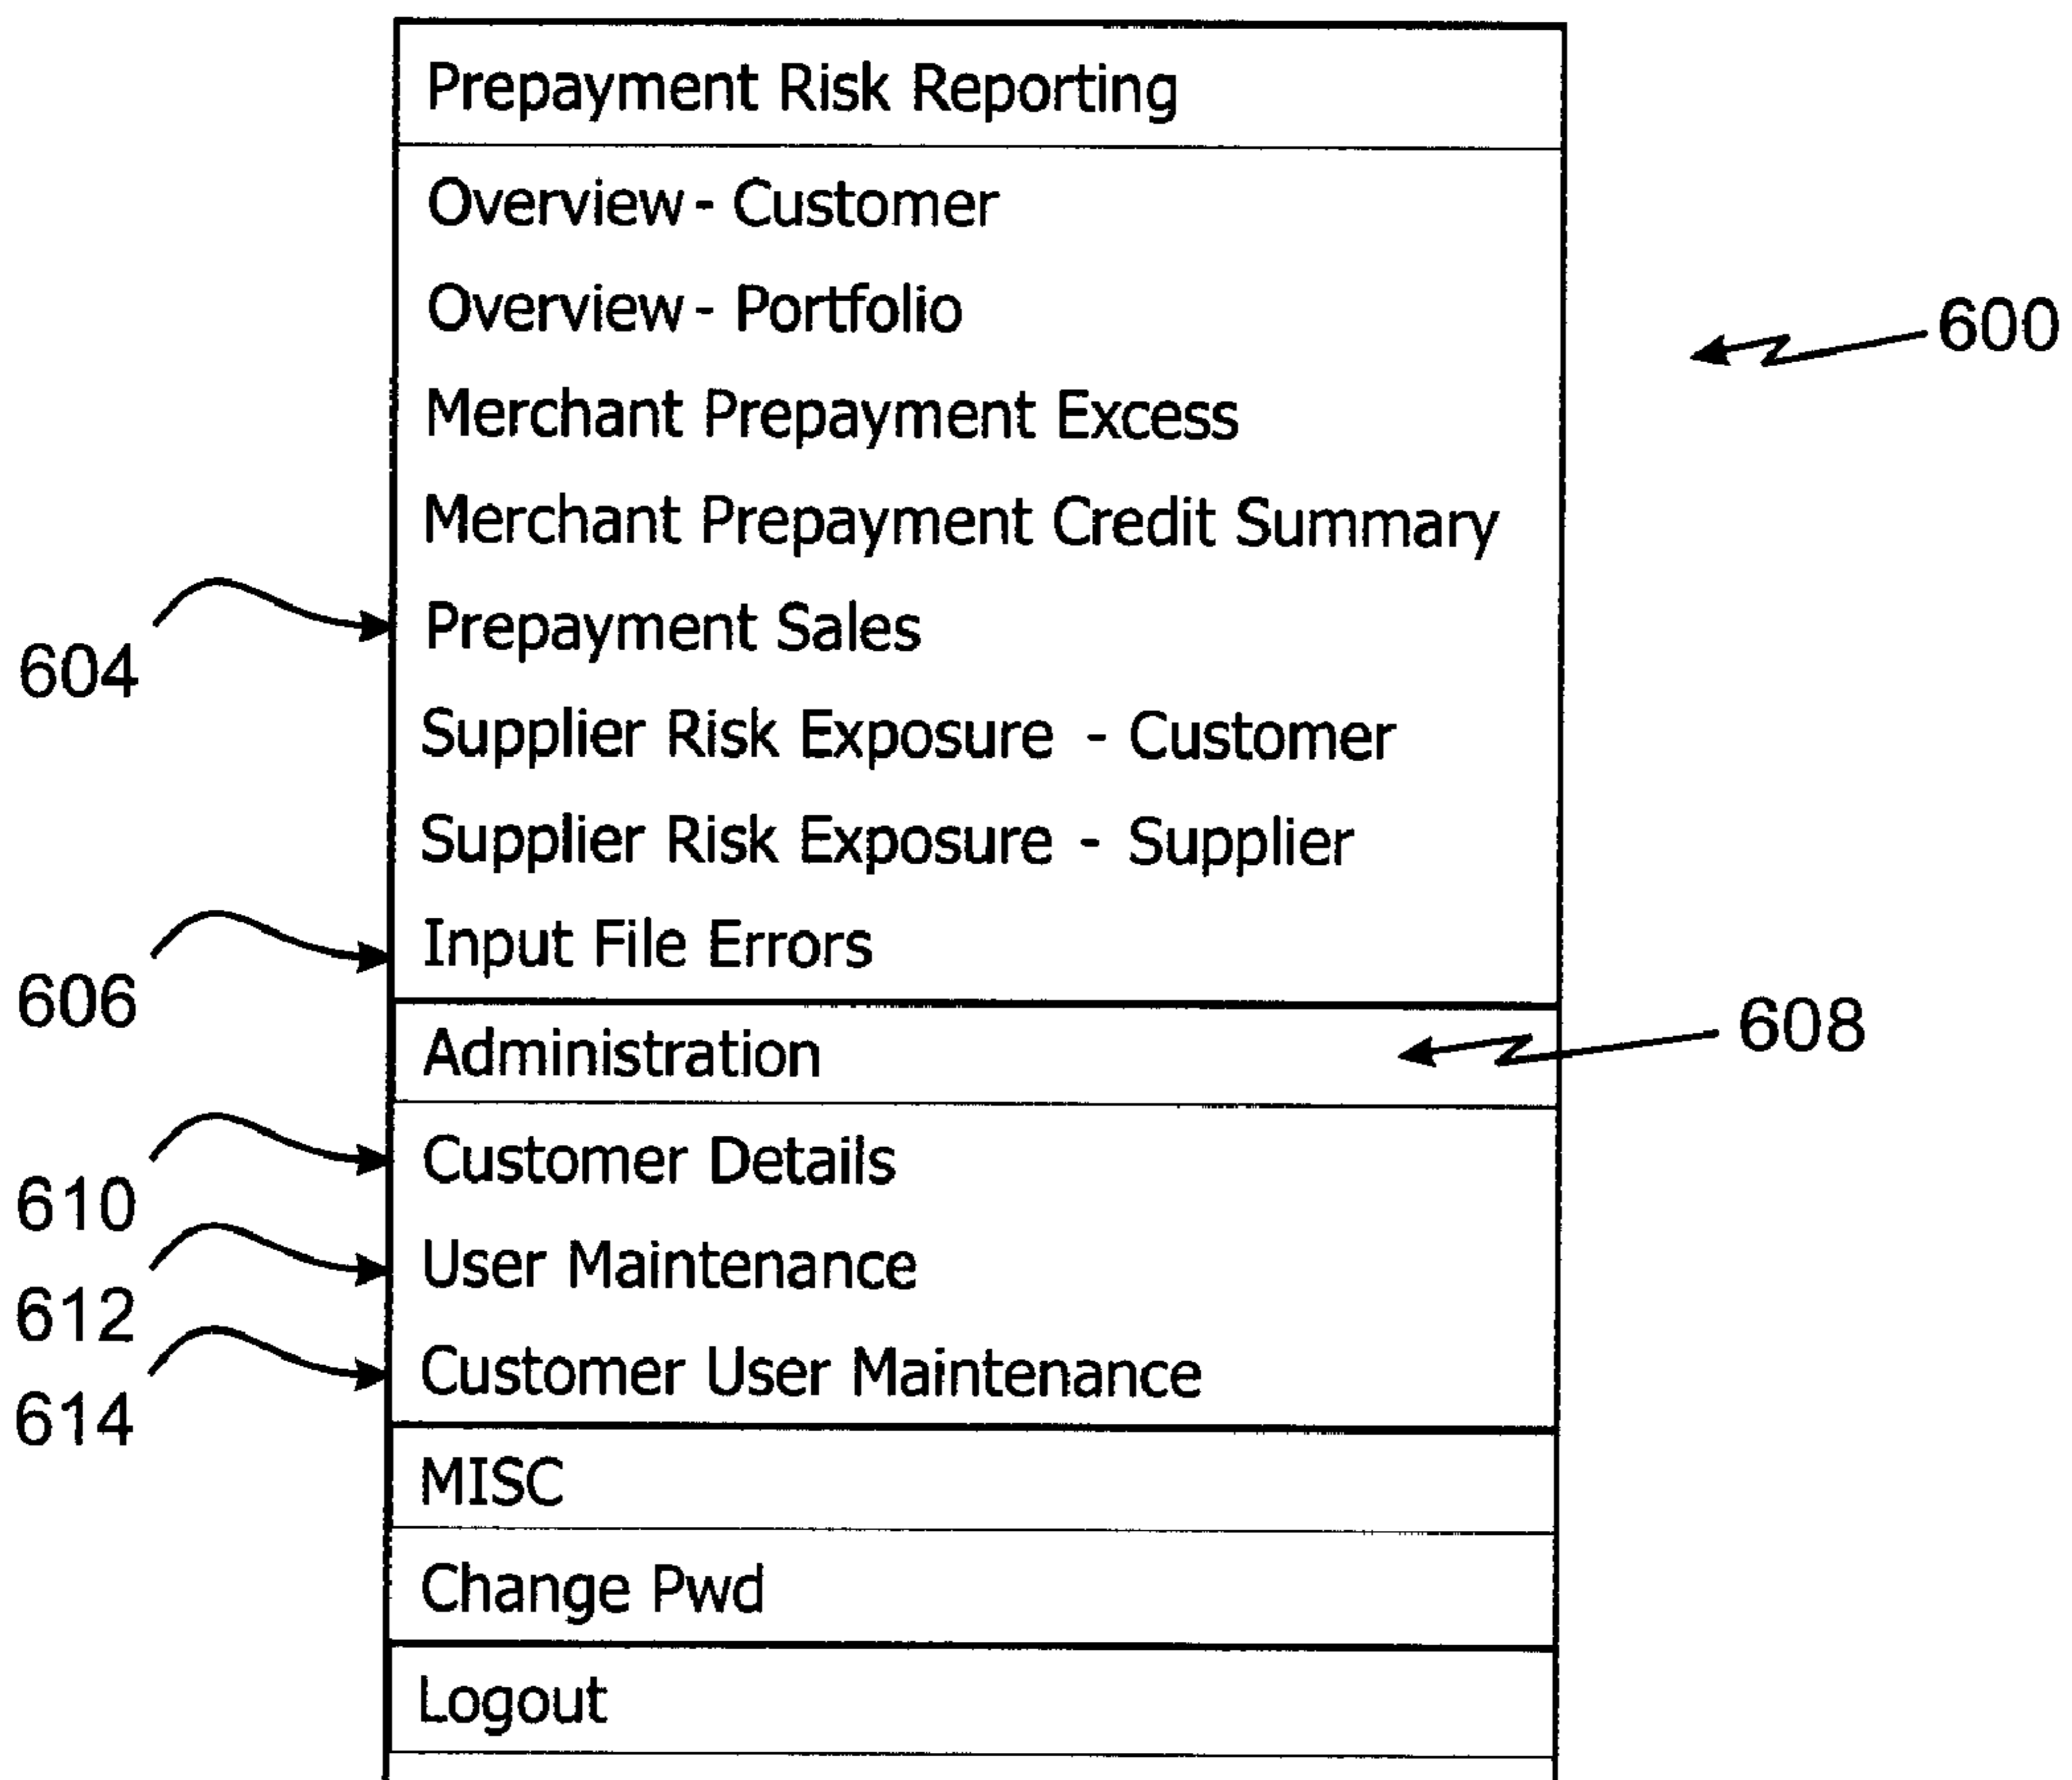 Prepayment Risk Reporting
Overview - Customer
Overview - Portfolio
600
Merchant Prepayment Excess
Merchant Prepayment Credit Summary
604
Prepayment Sales
Supplier Risk Exposure - Customer
Supplier Risk Exposure - Supplier
606
Input File Errors
Administration
608
610
Customer Details
612
User Maintenance
614
Customer User Maintenance
MISC
Change Pwd
Logout